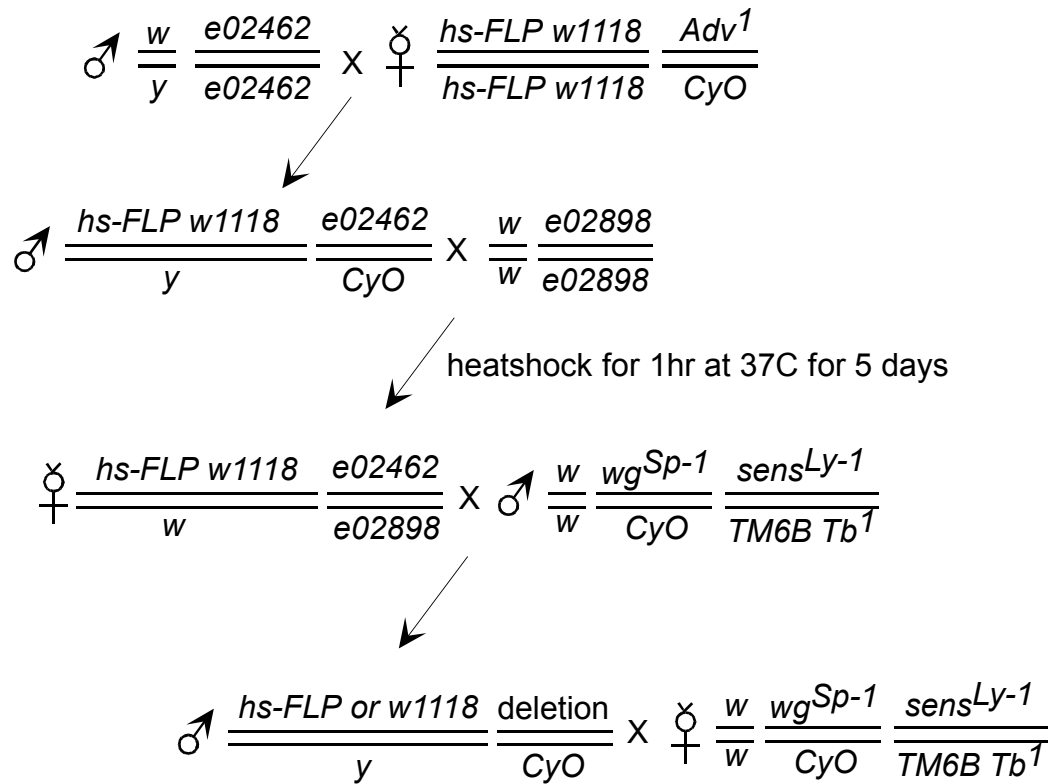 w e02462 X hs-FLP w1118 Adv1
y e02462 hs-FLP w1118 CyO
hs-FLP w1118 e02462 X w e02898
y CyO w e02898
heatshock for 1hr at 37C for 5 days
hs-FLP w1118 e02462 X w wgSp-1 sensLy-1
w e02898 w CyO TM6B Tb1
hs-FLP or w1118 deletion X w wgSp-1 sensLy-1
y CyO w CyO TM6B Tb1